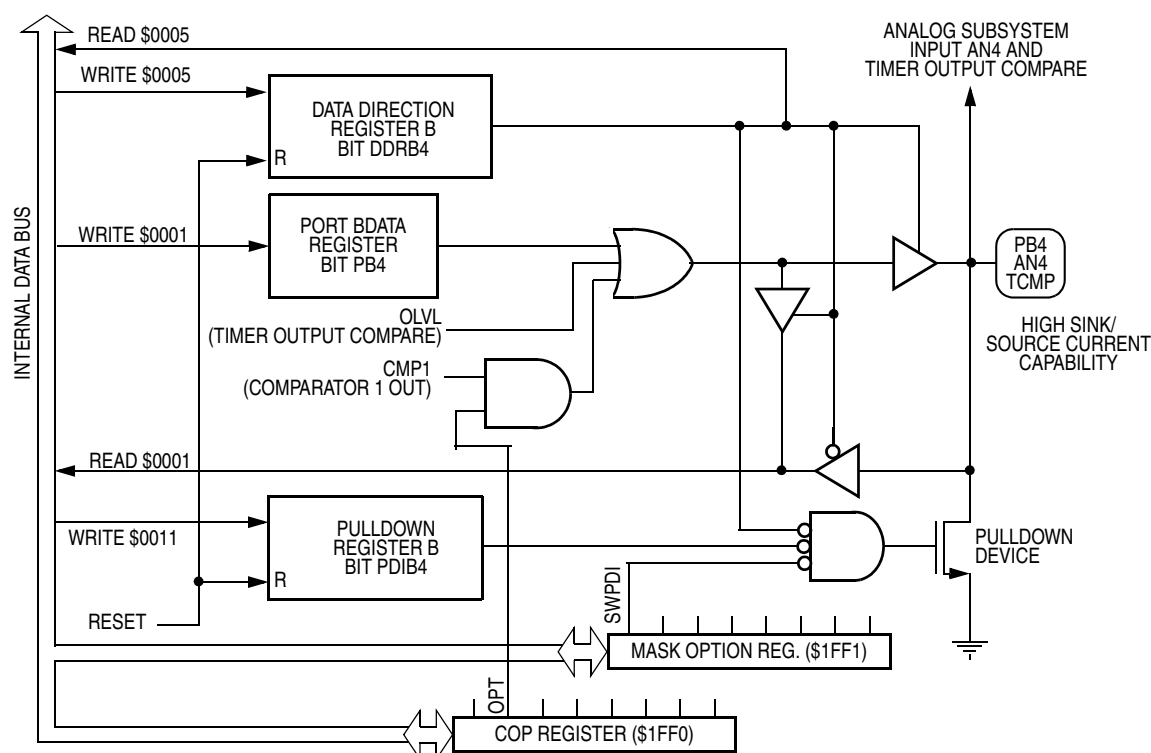 READ $0005
WRITE $0005
DATA DIRECTION
REGISTER B
BIT DDRB4
R
ANALOG SUBSYSTEM
INPUT AN4 AND
TIMER OUTPUT COMPARE
INTERNAL DATA BUS
WRITE $0001
PORT BDATA
REGISTER
BIT PB4
PB4
AN4
TCMP
OLVL
(TIMER OUTPUT COMPARE)
HIGH SINK/
SOURCE CURRENT
CAPABILITY
CMP1
(COMPARATOR 1 OUT)
READ $0001
WRITE $0011
PULLDOWN
REGISTER B
BIT PDIB4
R
PULLDOWN
DEVICE
RESET
SWPDI
MASK OPTION REG. ($1FF1)
OPT
COP REGISTER ($1FF0)